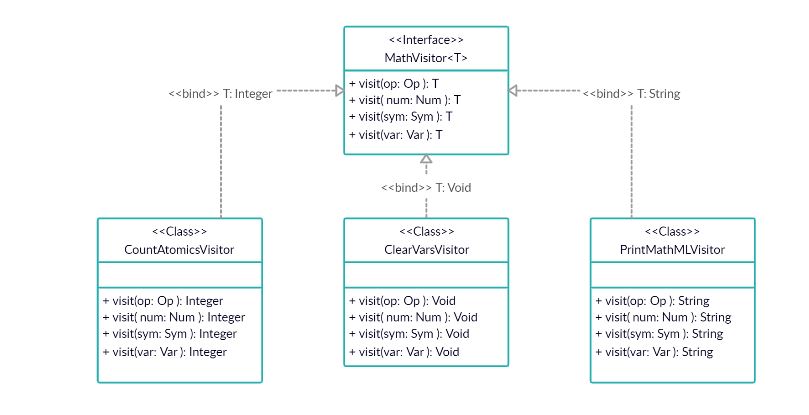 <<Interface>>
MathVisitor<T>
+ visit(op: Op ): T
+ visit( num: Num ): T
+ visit(sym: Sym ): T
+ visit(var: Var ): T
<<bind>> T: Integer
<<bind>> T: String
<<bind>> T: Void
<<Class>>
CountAtomicsVisitor
+ visit(op: Op ): Integer
+ visit( num: Num ): Integer
+ visit(sym: Sym ): Integer
+ visit(var: Var ): Integer
<<Class>>
ClearVarsVisitor
+ visit(op: Op ): Void
+ visit( num: Num ): Void
+ visit(sym: Sym ): Void
+ visit(var: Var ): Void
<<Class>>
PrintMathMLVisitor
+ visit(op: Op ): String
+ visit( num: Num ): String
+ visit(sym: Sym ): String
+ visit(var: Var ): String